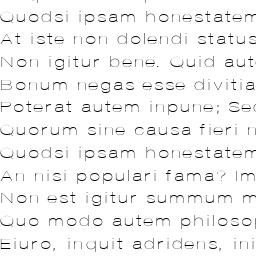 Quodsi ipsam honestatem
At iste non dolendi status
Non igitur bene. Quid aut
Bonum negas esse divitia
Poterat autem inpune; Sed
Quorum sine causa fieri n
Quodsi ipsam honestatem
An nisi populari fama? Im
Non est igitur summum m
Quo modo autem philosop
Eiuro, inquit adridens, ini